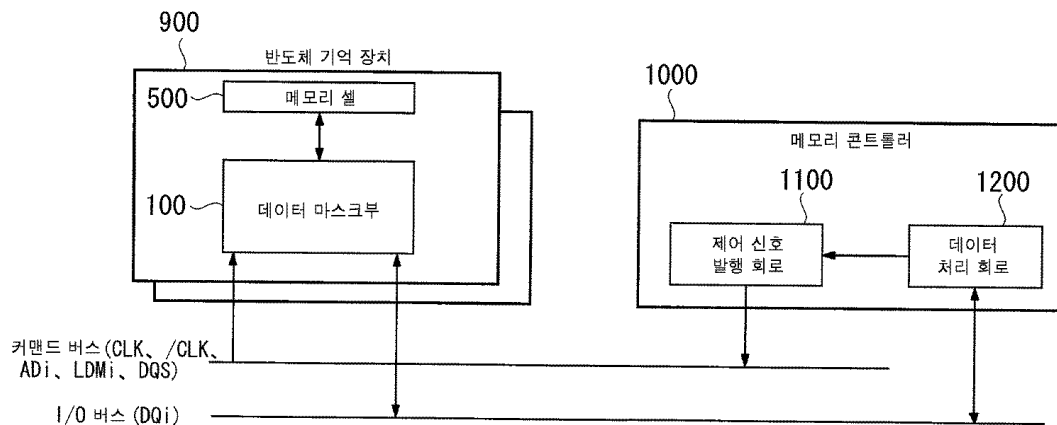 900
반도체 기억 장치
500
메모리 셀
100
데이터 마스크부
1000
메모리 콘트롤러
1100
제어 신호
발행 회로
1200
데이터
처리 회로
커맨드 버스(CLK、/CLK、
ADi、LDMi、DQS)
I/O 버스(DQi)